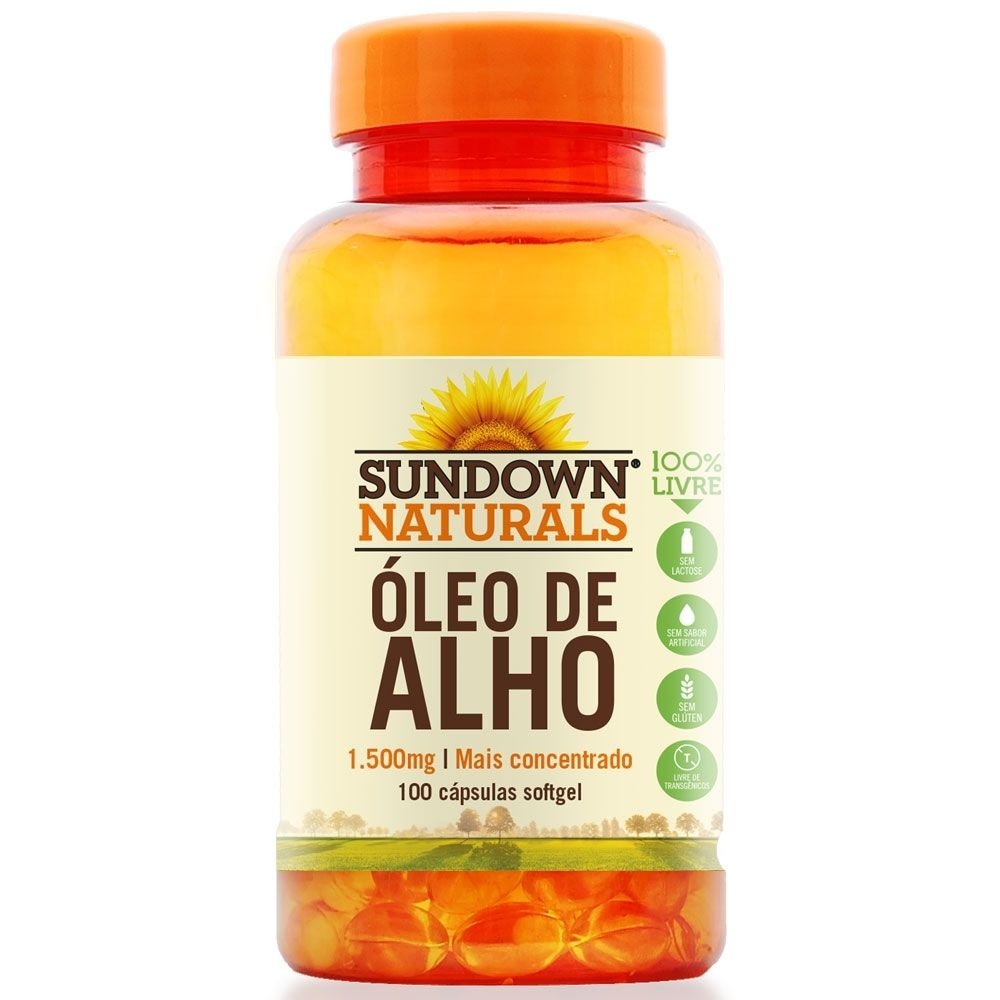 SUNDOWN®
NATURALS
ÓLEO DE
ALHO
1.500mg | Mais concentrado
100 cápsulas softgel
100%
LIVRE
SEM
LACTOSE
SEM SABOR
ARTIFICIAL
SEM
GLÚTEN
T
LIVRE DE
TRANSGÊNICOS